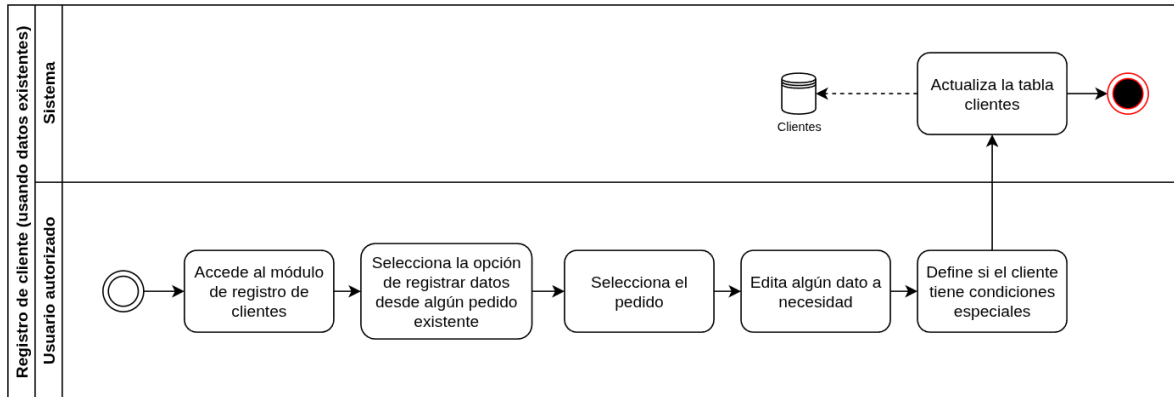 Registro de cliente (usando datos existentes)
Sistema
Actualiza la tabla
clientes
Clientes
Usuario autorizado
Accede al módulo
de registro de
clientes
Selecciona la opción
de registrar datos
desde algún pedido
existente
Selecciona el
pedido
Edita algún dato a
necesidad
Define si el cliente
tiene condiciones
especiales